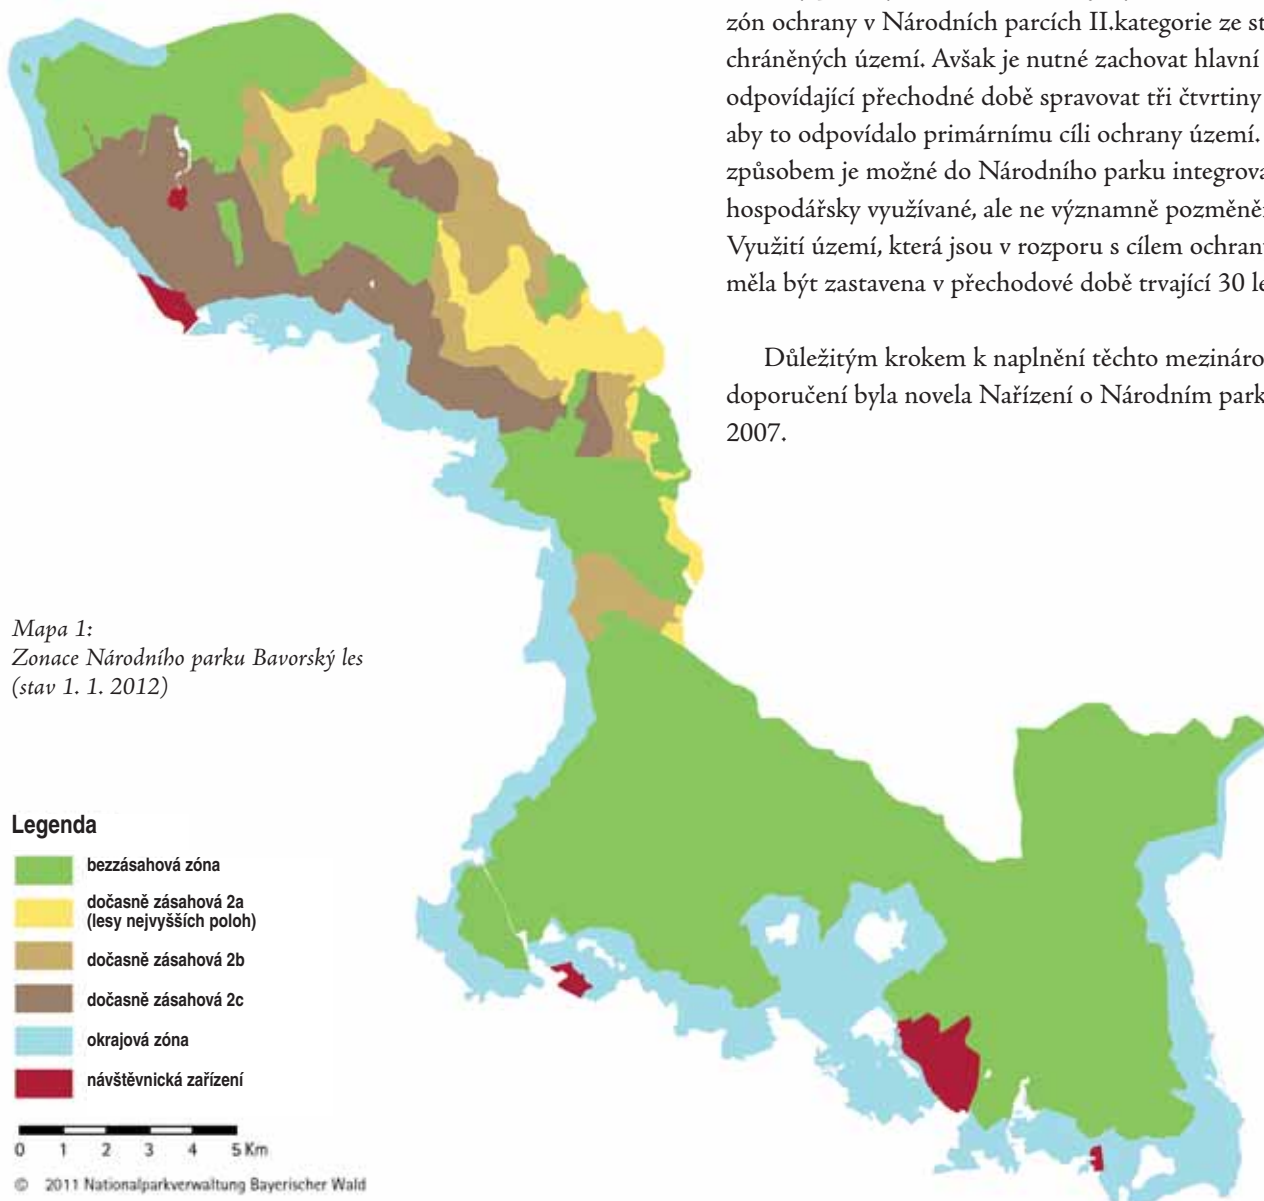 zón ochrany v Národních parcích II.kategorie ze st
chráněných území. Avšak je nutné zachovat hlavní
odpovídající přechodné době spravovat tři čtvrtiny
aby to odpovídalo primárnímu cíli ochrany území.
způsobem je možné do Národního parku integrova
hospodářsky využívané, ale ne významně pozměně
Využití území, která jsou v rozporu s cílem ochran
měla být zastavena v přechodové době trvající 30 le
Důležitým krokem k naplnění těchto mezináro
doporučení byla novela Nařízení o Národním park
2007.
Mapa 1:
Zonace Národního parku Bavorský les
(stav 1. 1. 2012)
Legenda
bezzásahová zóna
dočasně zásahová 2a
(lesy nejvyšších poloh)
dočasně zásahová 2b
dočasně zásahová 2c
okrajová zóna
návštěvnická zařízení
0 1 2 3 4 5 Km
© 2011 Nationalparkverwaltung Bayerischer Wald